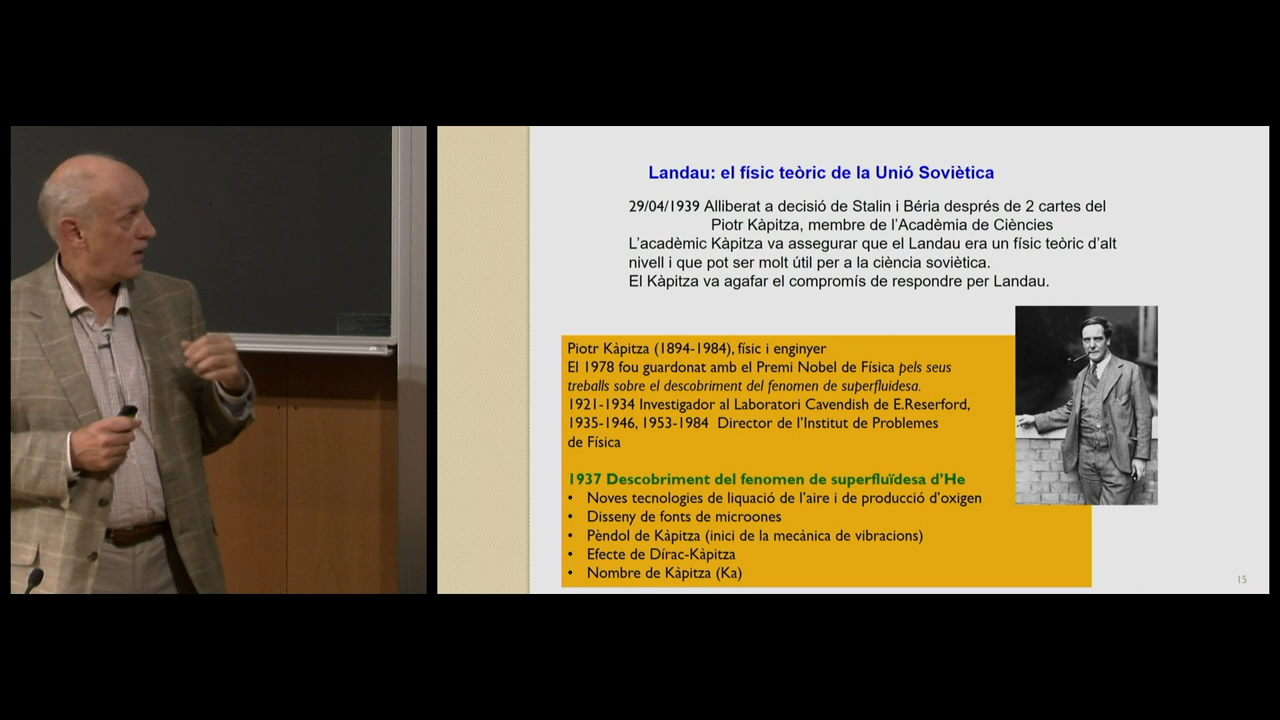 Landau: el físic teòric de la Unió Soviètica
29/04/1939 Alliberat a decisió de Stalin i Béria després de 2 cartes del
Piotr Kàpitza, membre de l'Acadèmia de Ciències
L'acadèmic Kàpitza va assegurar que el Landau era un físic teòric d'alt
nivell i que pot ser molt útil per a la ciència soviètica.
El Kàpitza va agafar el compromís de respondre per Landau.
Piotr Kàpitza (1894-1984), físic i enginyer
El 1978 fou guardonat amb el Premi Nobel de Física pels seus
treballs sobre el descobriment del fenomen de superfluidesa.
1921-1934 Investigador al Laboratori Cavendish de E.Reserford,
1935-1946, 1953-1984 Director de l'Institut de Problemes
de Física
1937 Descobriment del fenomen de superfluïdesa d'He
• Noves tecnologies de liquació de l'aire i de producció d'oxigen
• Disseny de fonts de microones
• Pèndol de Kàpitza (inici de la mecànica de vibracions)
• Efecte de Dírac-Kàpitza
• Nombre de Kàpitza (Ka)
15